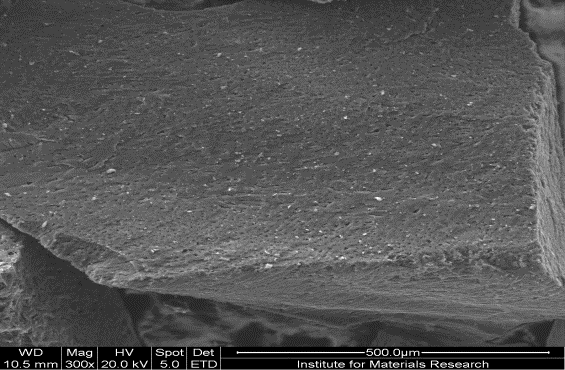 WD Mag HV Spot Det 500.0µm
10.5 mm 300x 20.0 kV 5.0 ETD Institute for Materials Research